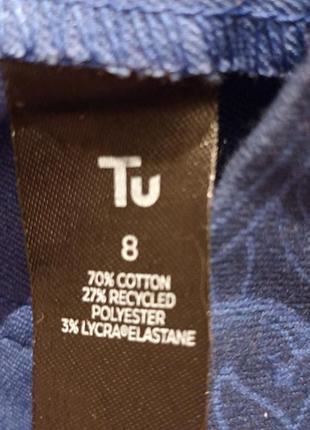 Tu
8
70% COTTON
27% RECYCLED
POLYESTER
3% LYCRA®ELASTANE